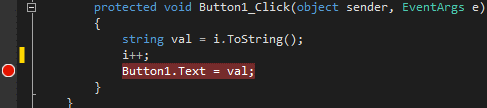 protected void Button1_Click(object sender, EventArgs e)
{
string val = i.ToString();
i++;
Button1.Text = val;
}
}